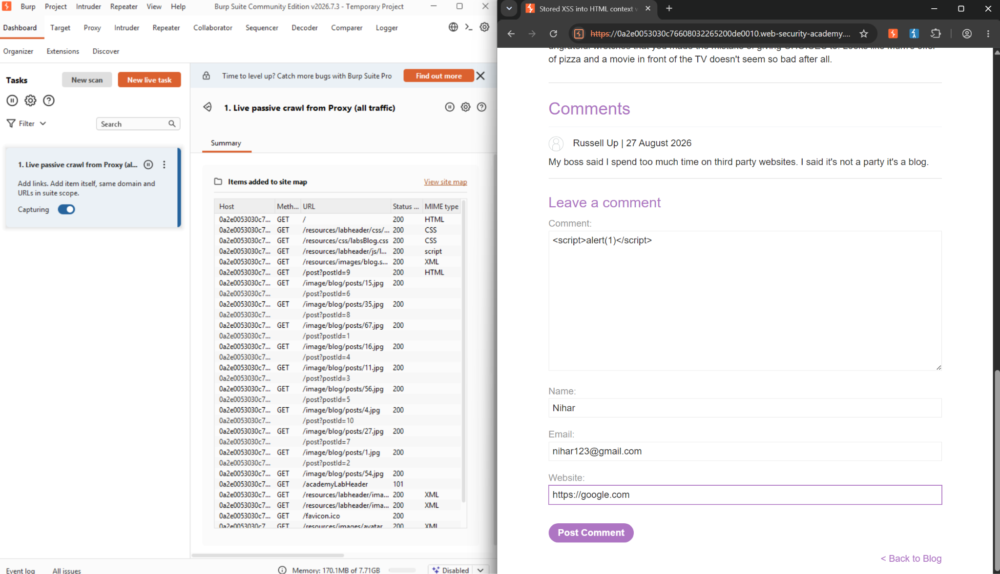 Burp Project Intruder Repeater View Help Burp Suite Community Edition v2026.7.3 - Temporary Project
Dashboard Target Proxy Intruder Repeater Collaborator Sequencer Decoder Comparer Logger
Organizer Extensions Discover
Tasks New scan New live task
Filter Search
1. Live passive crawl from Proxy (al...
Add links. Add item itself, same domain and
URLs in suite scope.
Capturing
Time to level up? Catch more bugs with Burp Suite Pro Find out more
1. Live passive crawl from Proxy (all traffic)
Summary
Items added to site map View site map
Host Meth... URL Status ... MIME type
0a2e0053030c7... GET / 200 HTML
0a2e0053030c7... GET /resources/labheader/css/... 200 CSS
0a2e0053030c7... GET /resources/css/labsBlog.css 200 CSS
0a2e0053030c7... GET /resources/labheader/js/l... 200 script
0a2e0053030c7... GET /resources/images/blog.s... 200 XML
0a2e0053030c7... GET /post?postId=9 200 HTML
0a2e0053030c7... GET /image/blog/posts/15.jpg 200
0a2e0053030c7... /post?postId=6
0a2e0053030c7... GET /image/blog/posts/35.jpg 200
0a2e0053030c7... /post?postId=8
0a2e0053030c7... GET /image/blog/posts/67.jpg 200
0a2e0053030c7... /post?postId=1
0a2e0053030c7... GET /image/blog/posts/16.jpg 200
0a2e0053030c7... /post?postId=4
0a2e0053030c7... GET /image/blog/posts/11.jpg 200
0a2e0053030c7... /post?postId=3
0a2e0053030c7... GET /image/blog/posts/56.jpg 200
0a2e0053030c7... /post?postId=5
0a2e0053030c7... GET /image/blog/posts/4.jpg 200
0a2e0053030c7... /post?postId=10
0a2e0053030c7... GET /image/blog/posts/27.jpg 200
0a2e0053030c7... /post?postId=7
0a2e0053030c7... GET /image/blog/posts/1.jpg 200
0a2e0053030c7... /post?postId=2
0a2e0053030c7... GET /image/blog/posts/54.jpg 200
0a2e0053030c7... GET /academyLabHeader 101
0a2e0053030c7... GET /resources/labheader/ima... 200 XML
0a2e0053030c7... GET /resources/labheader/ima... 200 XML
0a2e0053030c7... GET /favicon.ico 200
0a2e0053030c7 GET /resources/images/avatar 200 XML
Event log All issues Memory: 170.1MB of 7.71GB Disabled
Stored XSS into HTML context
https://0a2e0053030c76608032265200de0010.web-security-academy....
ungrateful wretches that you made the mistake of giving CHOICES to! Looks like Mum's offer
of pizza and a movie in front of the TV doesn't seem so bad after all.
Comments
Russell Up | 27 August 2026
My boss said I spend too much time on third party websites. I said it's not a party it's a blog.
Leave a comment
Comment:
<script>alert(1)</script>
Name:
Nihar
Email:
nihar123@gmail.com
Website:
https://google.com
Post Comment
< Back to Blog